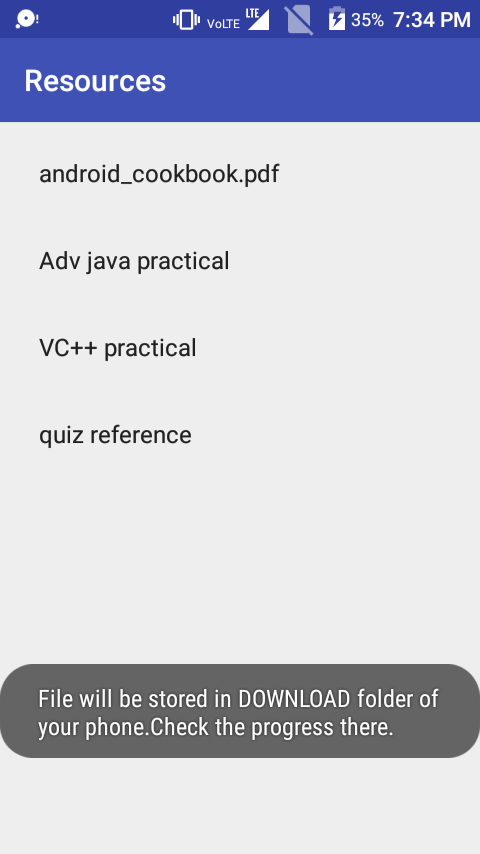 VoLTE LTE 35% 7:34 PM
Resources
android_cookbook.pdf
Adv java practical
VC++ practical
quiz reference
File will be stored in DOWNLOAD folder of
your phone.Check the progress there.